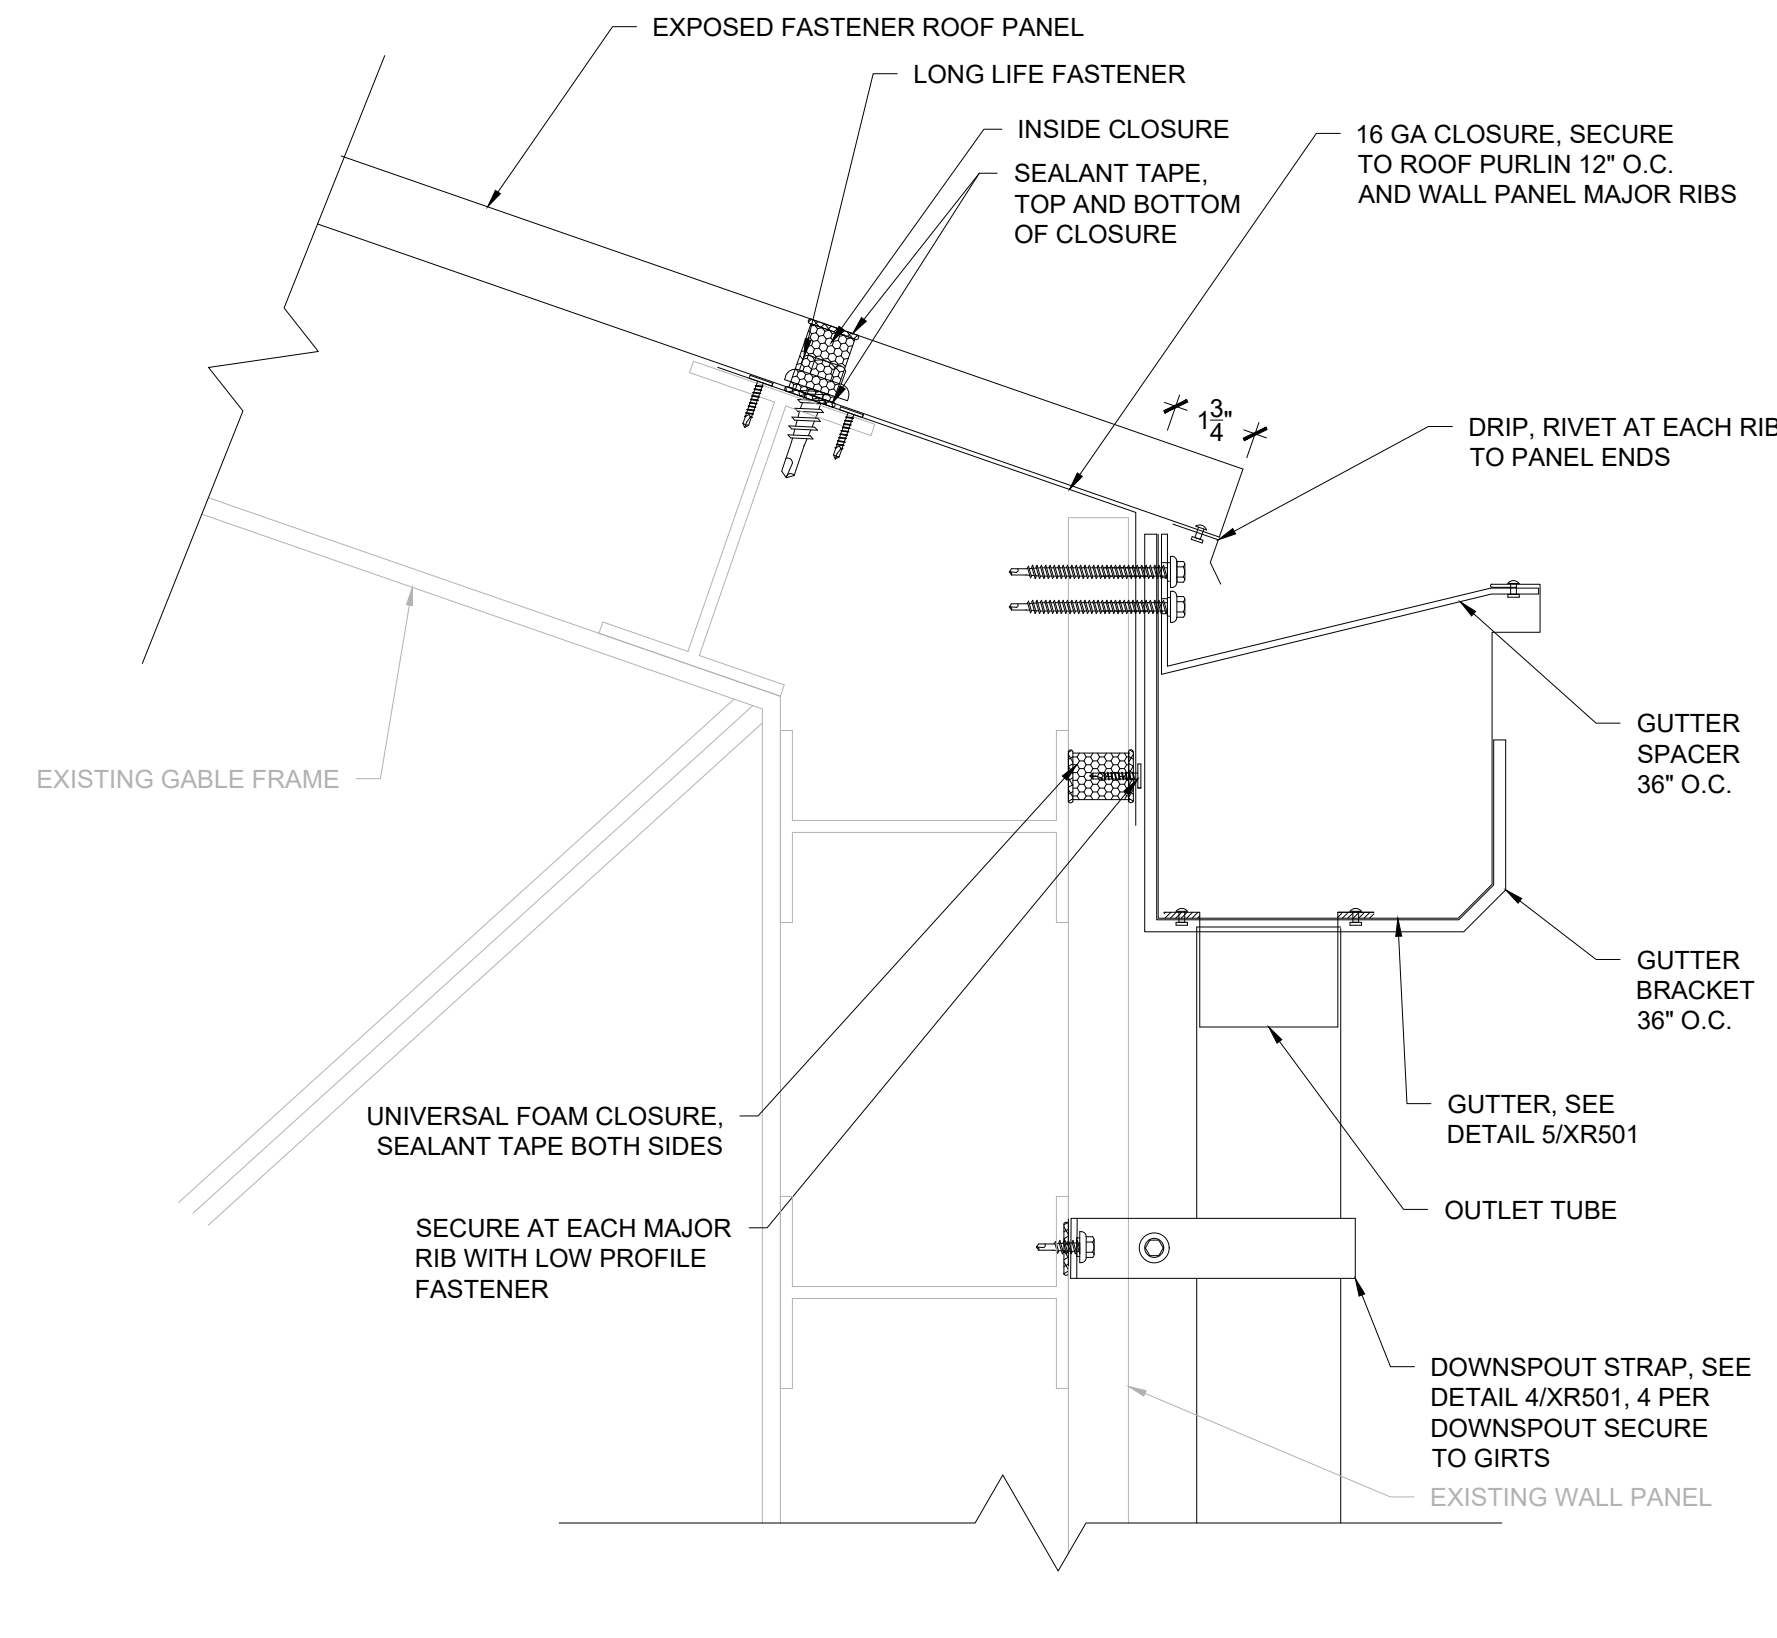 EXPOSED FASTENER ROOF PANEL
LONG LIFE FASTENER
INSIDE CLOSURE
SEALANT TAPE,
TOP AND BOTTOM
OF CLOSURE
16 GA CLOSURE, SECURE
TO ROOF PURLIN 12" O.C.
AND WALL PANEL MAJOR RIBS
1 3/4"
DRIP, RIVET AT EACH RIB
TO PANEL ENDS
GUTTER
SPACER
36" O.C.
EXISTING GABLE FRAME
GUTTER
BRACKET
36" O.C.
UNIVERSAL FOAM CLOSURE,
SEALANT TAPE BOTH SIDES
GUTTER, SEE
DETAIL 5/XR501
SECURE AT EACH MAJOR
RIB WITH LOW PROFILE
FASTENER
OUTLET TUBE
DOWNSPOUT STRAP, SEE
DETAIL 4/XR501, 4 PER
DOWNSPOUT SECURE
TO GIRTS
EXISTING WALL PANEL